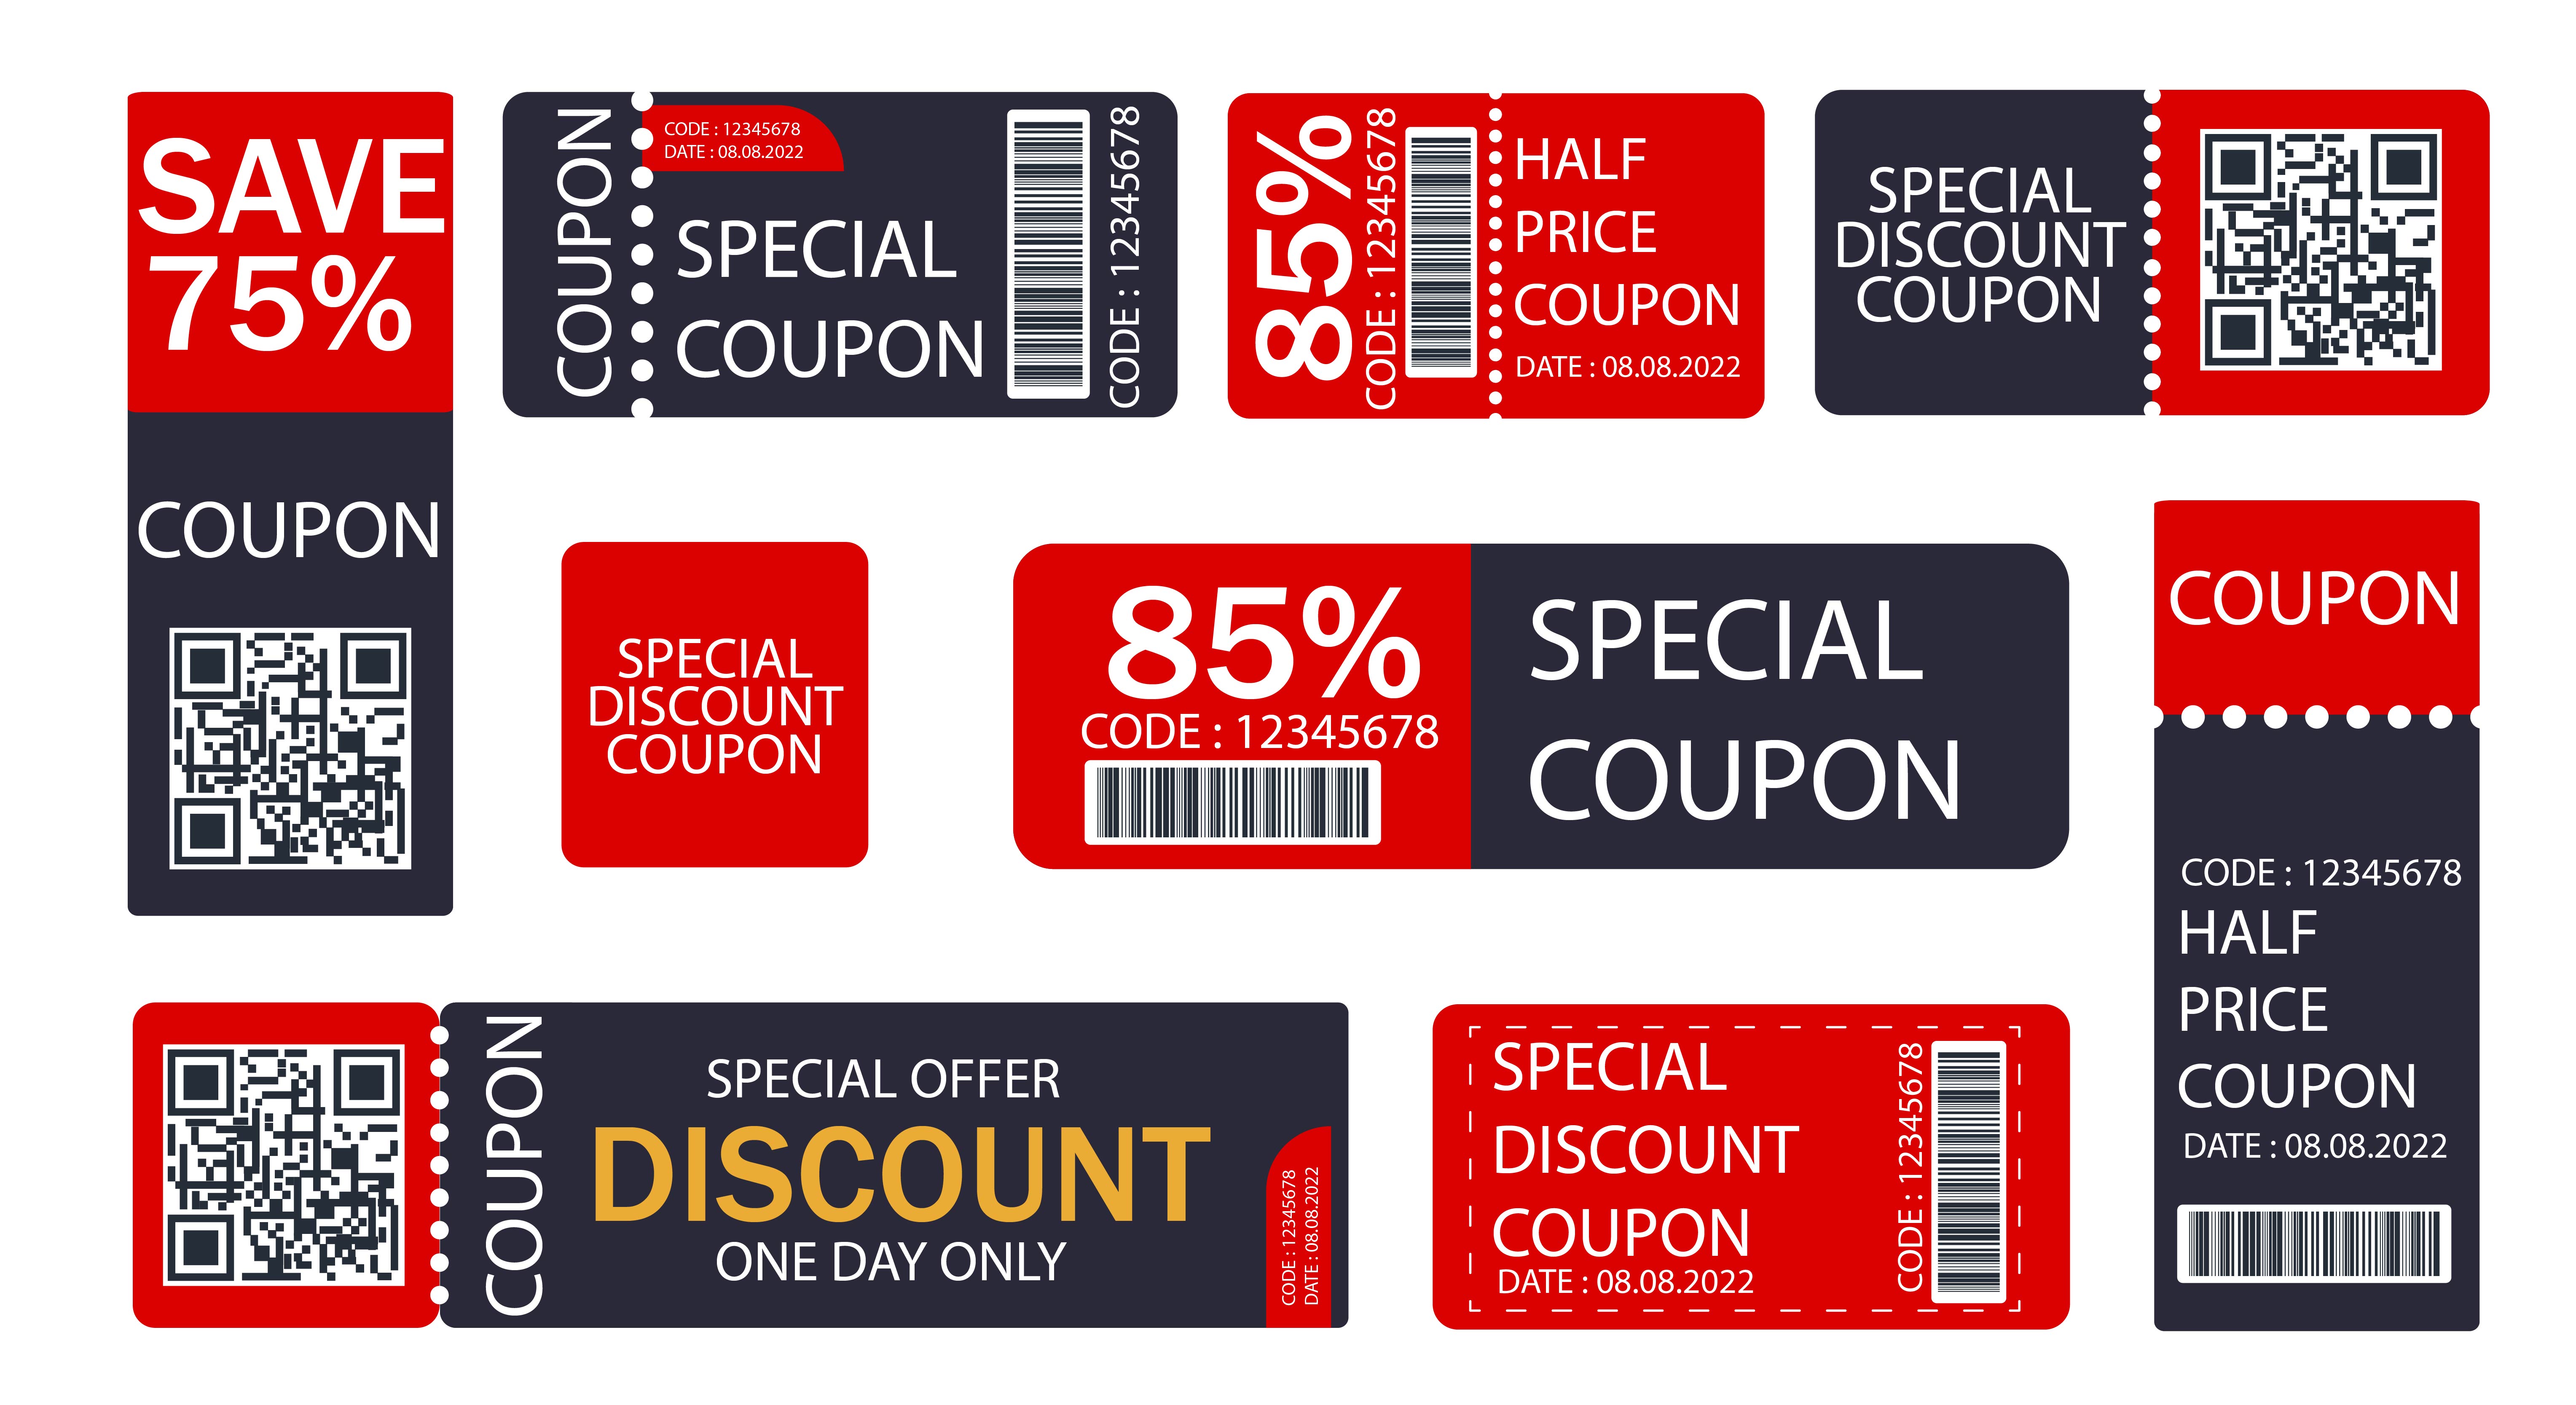 SAVE
75%
COUPON
COUPON
CODE : 12345678
DATE : 08.08.2022
SPECIAL
COUPON
CODE : 12345678
85%
CODE : 12345678
HALF
PRICE
COUPON
DATE : 08.08.2022
SPECIAL
DISCOUNT
COUPON
SPECIAL
DISCOUNT
COUPON
85%
CODE : 12345678
SPECIAL
COUPON
COUPON
CODE : 12345678
HALF
PRICE
COUPON
DATE : 08.08.2022
COUPON
SPECIAL OFFER
DISCOUNT
ONE DAY ONLY
CODE : 12345678
DATE : 08.08.2022
SPECIAL
DISCOUNT
COUPON
DATE : 08.08.2022
CODE : 12345678